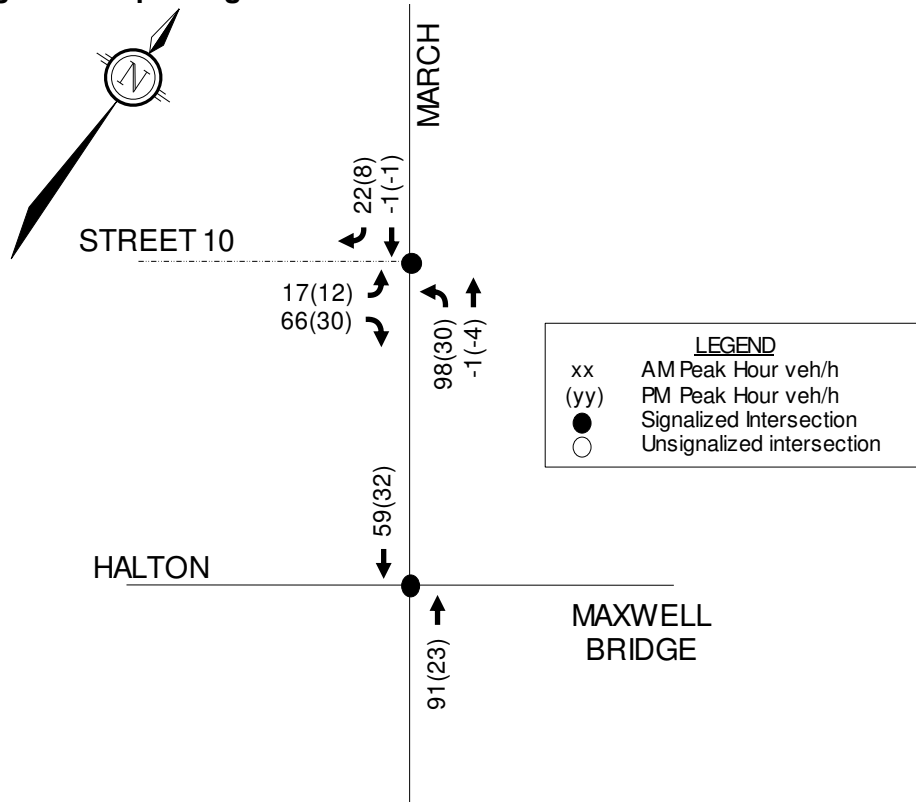 N
MARCH
22(8)
-1(-1)
STREET 10
17(12)
66(30)
98(30)
-1(-4)
LEGEND
xx AM Peak Hour veh/h
(yy) PM Peak Hour veh/h
Signalized Intersection
Unsignalized intersection
59(32)
HALTON
MAXWELL
BRIDGE
91(23)